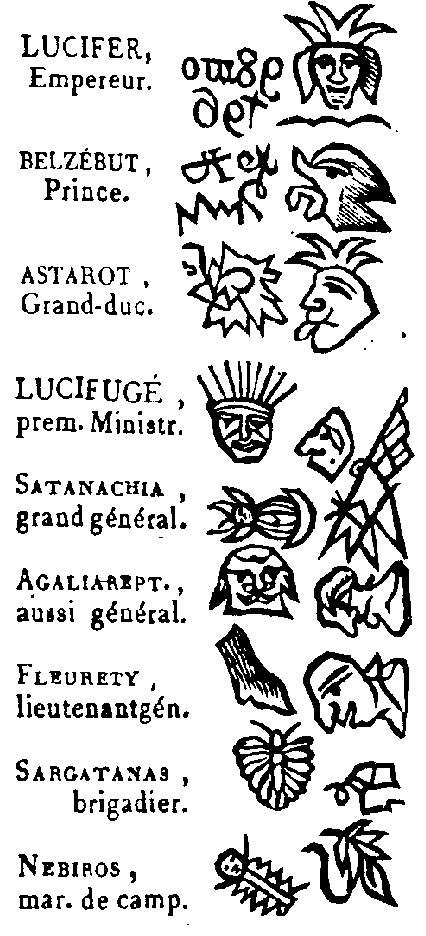 LUCIFER,
Empereur.
BELZÉBUT,
Prince.
ASTAROT,
Grand-duc.
LUCIFUGÉ,
prem. Ministr.
SATANACHIA,
grand général.
AGALIAREPT.,
aussi général.
FLEURETY,
lieutenantgén.
SARGATANAS,
brigadier.
NEBIROS,
mar. de camp.